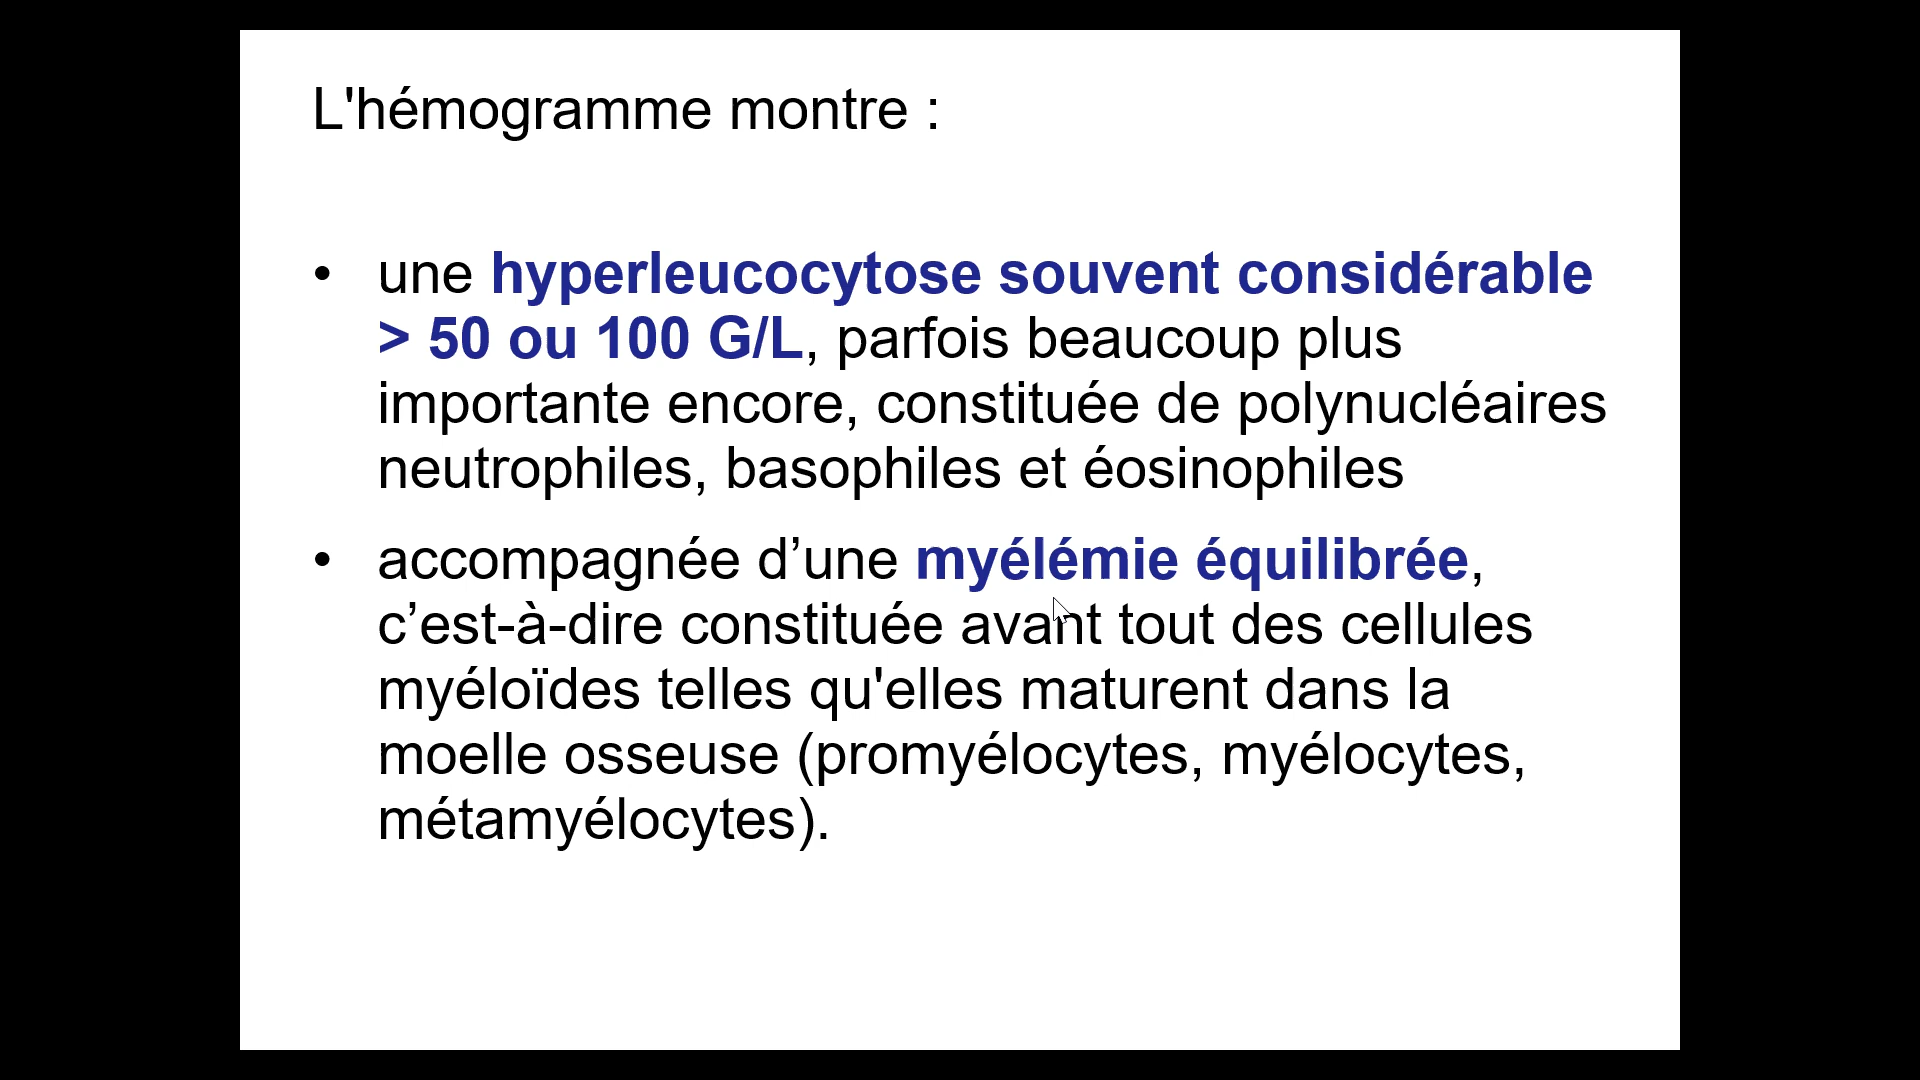 L'hémogramme montre :
• une hyperleucocytose souvent considérable
> 50 ou 100 G/L, parfois beaucoup plus
importante encore, constituée de polynucléaires
neutrophiles, basophiles et éosinophiles
• accompagnée d’une myélémie équilibrée,
c’est-à-dire constituée avant tout des cellules
myéloïdes telles qu'elles maturent dans la
moelle osseuse (promyélocytes, myélocytes,
métamyélocytes).